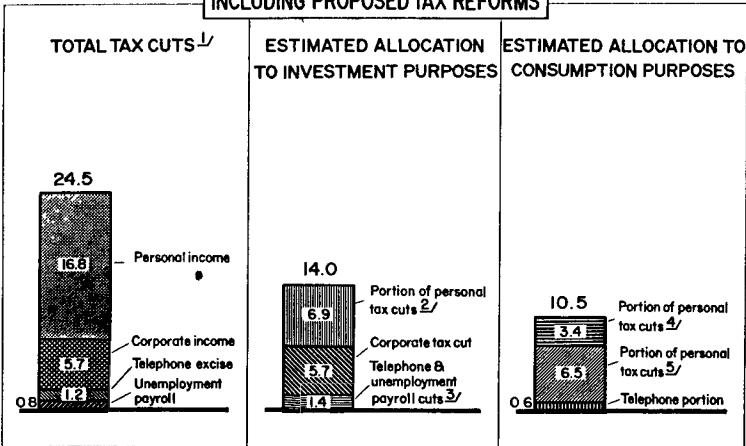 INCLUDING PROPOSED TAX REFORMS
TOTAL TAX CUTS 1/
24.5
16.8
Personal income
5.7
Corporate income
1.2
Telephone excise
0.8
Unemployment
payroll
ESTIMATED ALLOCATION
TO INVESTMENT PURPOSES
14.0
6.9
Portion of personal
tax cuts 2/
5.7
Corporate tax cut
1.4
Telephone &
unemployment
payroll cuts 3/
ESTIMATED ALLOCATION TO
CONSUMPTION PURPOSES
10.5
3.4
Portion of personal
tax cuts 4/
6.5
Portion of personal
tax cuts 5/
0.6
Telephone portion